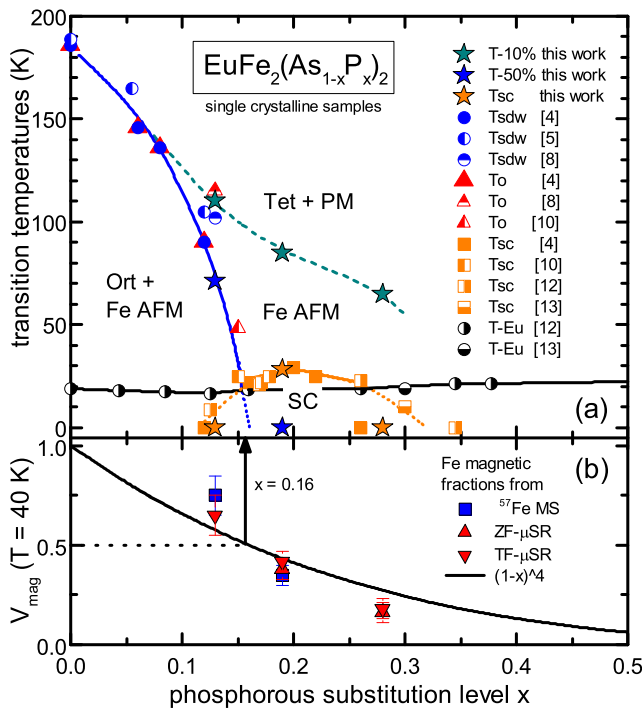 200
150
100
50
0
transition temperatures (K)
EuFe2(As1-xPx)2
single crystalline samples
T-10% this work
T-50% this work
Tsc this work
Tsdw [4]
Tsdw [5]
Tsdw [8]
To [4]
To [8]
To [10]
Tsc [4]
Tsc [10]
Tsc [12]
Tsc [13]
T-Eu [12]
T-Eu [13]
Tet + PM
Ort +
Fe AFM
Fe AFM
SC
(a)
1.0
0.5
0.0
Vmag (T = 40 K)
x = 0.16
(b)
Fe magnetic
fractions from
57Fe MS
ZF-μSR
TF-μSR
(1-x)^4
0.0 0.1 0.2 0.3 0.4 0.5
phosphorous substitution level x